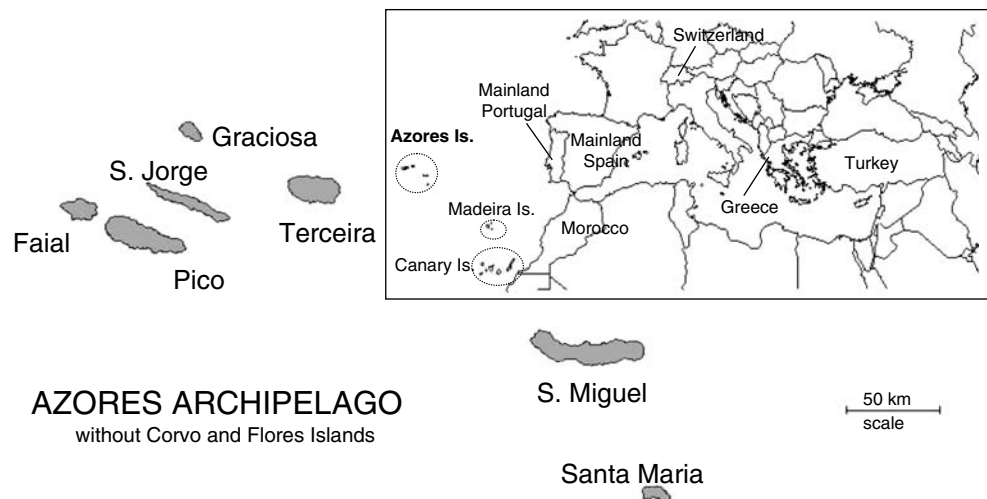 Graciosa
S. Jorge
Faial
Pico
Terceira
Switzerland
Mainland
Portugal
Azores Is.
Mainland
Spain
Turkey
Madeira Is.
Greece
Morocco
Canary Is.
S. Miguel
AZORES ARCHIPELAGO
without Corvo and Flores Islands
50 km
scale
Santa Maria